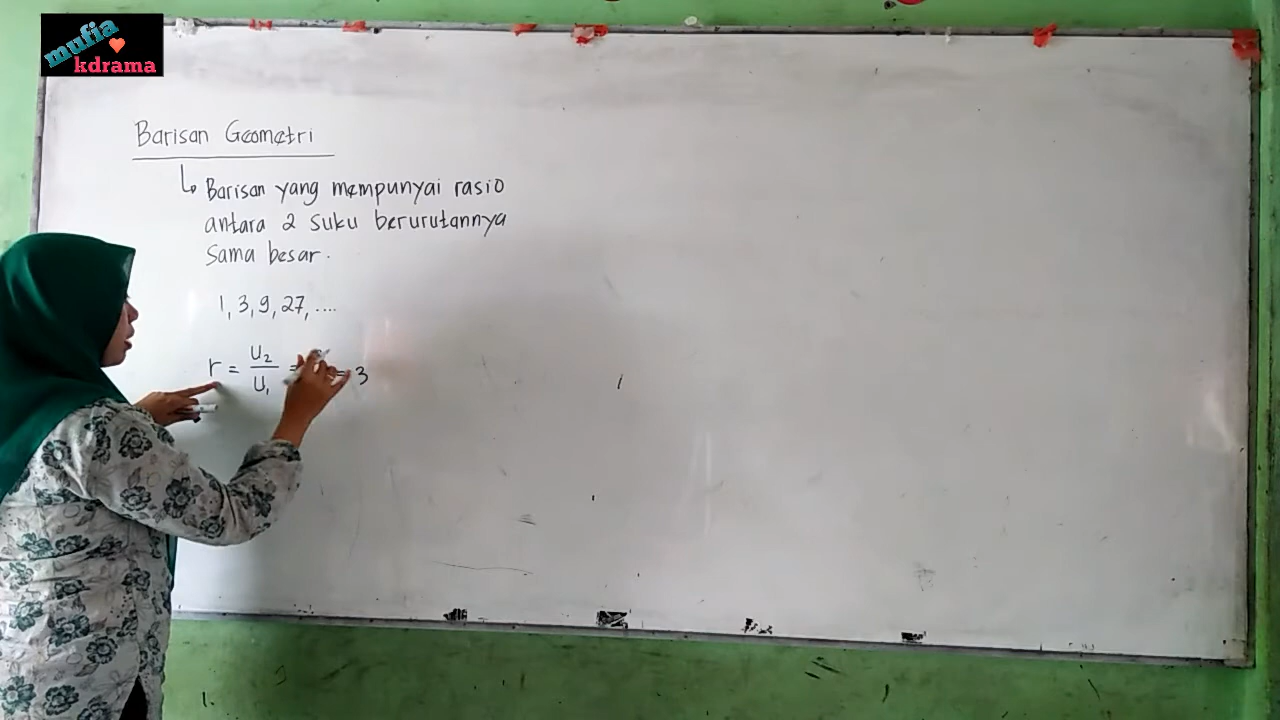 mufia
kdrama
Barisan Geometri
Barisan yang mempunyai rasio
antara 2 suku berurutannya
sama besar.
1, 3, 9, 27, ....
r = U₂/U₁ = = 3